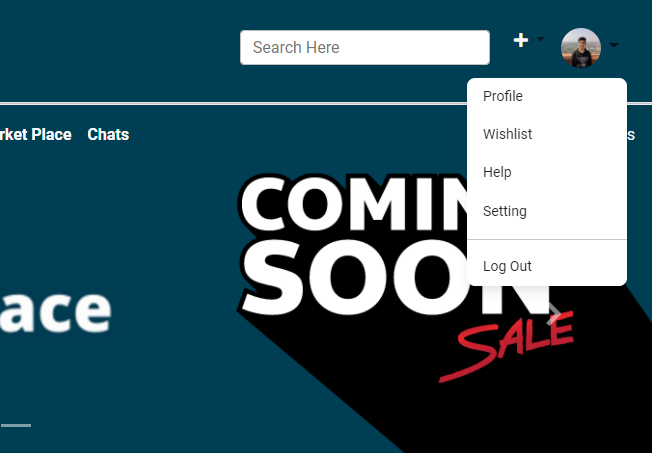 Search Here
Profile
rket Place Chats
s
Wishlist
Help
Setting
Log Out
COMIN
SOON
SALE
ace